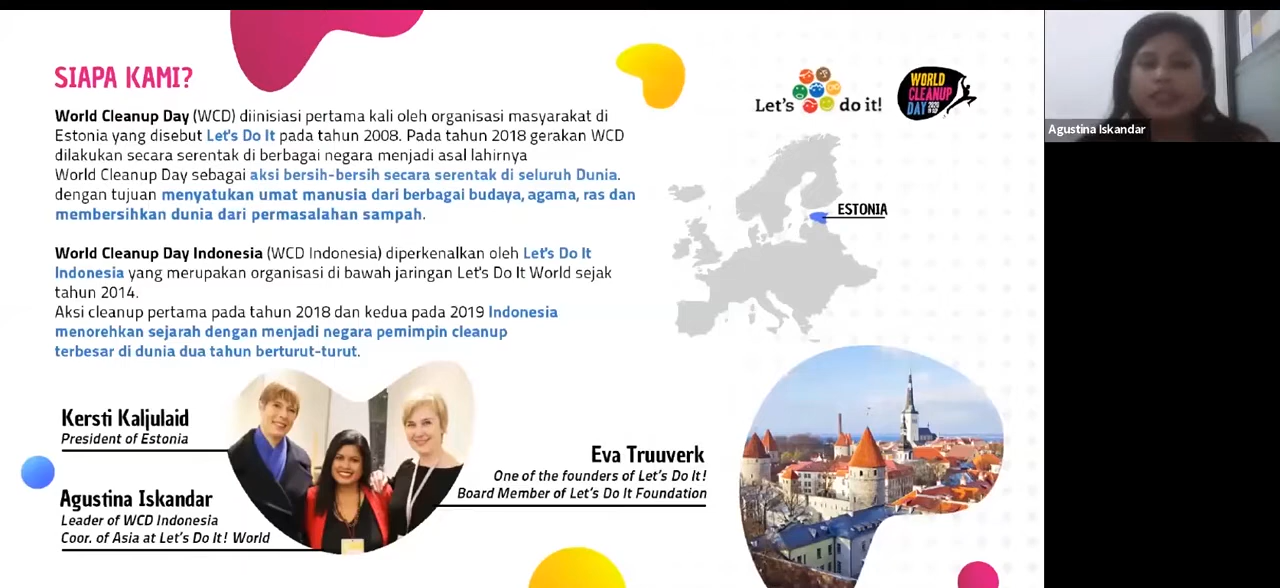 SIAPA KAMI?
World Cleanup Day (WCD) diinisiasi pertama kali oleh organisasi masyarakat di
Estonia yang disebut Let's Do It pada tahun 2008. Pada tahun 2018 gerakan WCD
dilakukan secara serentak di berbagai negara menjadi asal lahirnya
World Cleanup Day sebagai aksi bersih-bersih secara serentak di seluruh Dunia.
dengan tujuan menyatukan umat manusia dari berbagai budaya, agama, ras dan
membersihkan dunia dari permasalahan sampah.
World Cleanup Day Indonesia (WCD Indonesia) diperkenalkan oleh Let's Do It
Indonesia yang merupakan organisasi di bawah jaringan Let's Do It World sejak
tahun 2014.
Aksi cleanup pertama pada tahun 2018 dan kedua pada 2019 Indonesia
menorehkan sejarah dengan menjadi negara pemimpin cleanup
terbesar di dunia dua tahun berturut-turut.
Let's do it!
WORLD
CLEANUP
DAY 2020
ESTONIA
Kersti Kaljulaid
President of Estonia
Agustina Iskandar
Leader of WCD Indonesia
Coor. of Asia at Let's Do It! World
Eva Truuverk
One of the founders of Let's Do It!
Board Member of Let's Do It Foundation
Agustina Iskandar